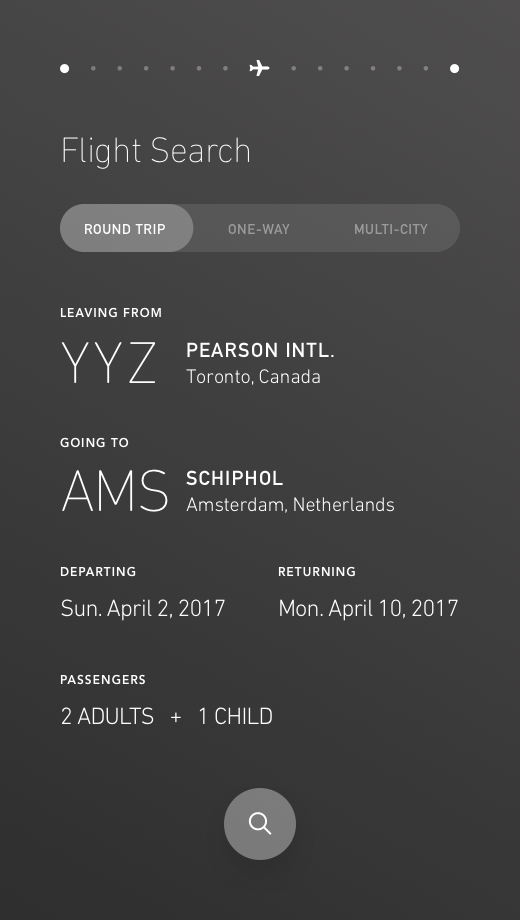 Flight Search
ROUND TRIP ONE-WAY MULTI-CITY
LEAVING FROM
YYZ
PEARSON INTL.
Toronto, Canada
GOING TO
AMS
SCHIPHOL
Amsterdam, Netherlands
DEPARTING
Sun. April 2, 2017
RETURNING
Mon. April 10, 2017
PASSENGERS
2 ADULTS + 1 CHILD